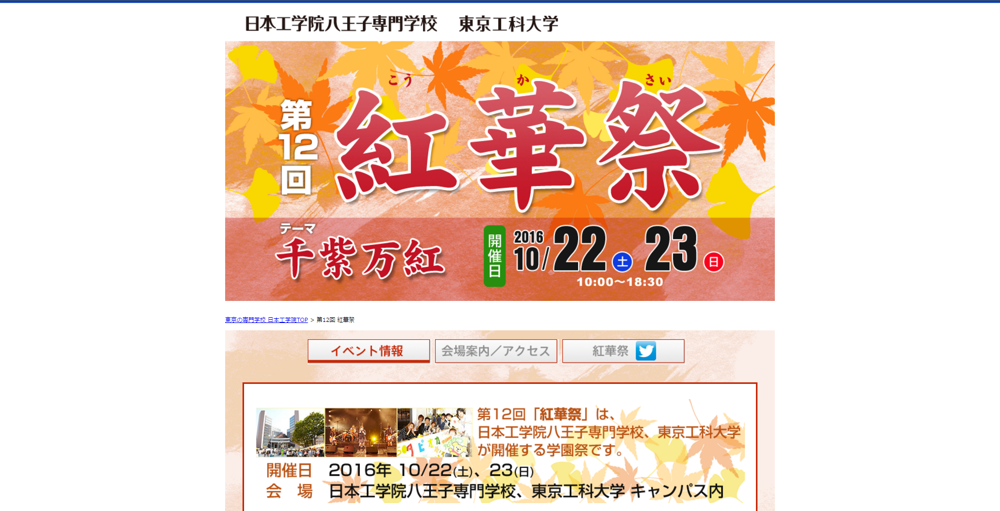 日本工学院八王子専門学校　東京工科大学
こう か さい
第12回 紅華祭
テーマ
千紫万紅
開催日 2016 10/22 土 23 日
10:00～18:30
東京の専門学校 日本工学院TOP > 第12回 紅華祭
イベント情報 会場案内／アクセス 紅華祭
第12回「紅華祭」は、
日本工学院八王子専門学校、東京工科大学
が開催する学園祭です。
タピオカ
開催日　2016年 10/22(土)、23(日)
会　場　日本工学院八王子専門学校、東京工科大学 キャンパス内